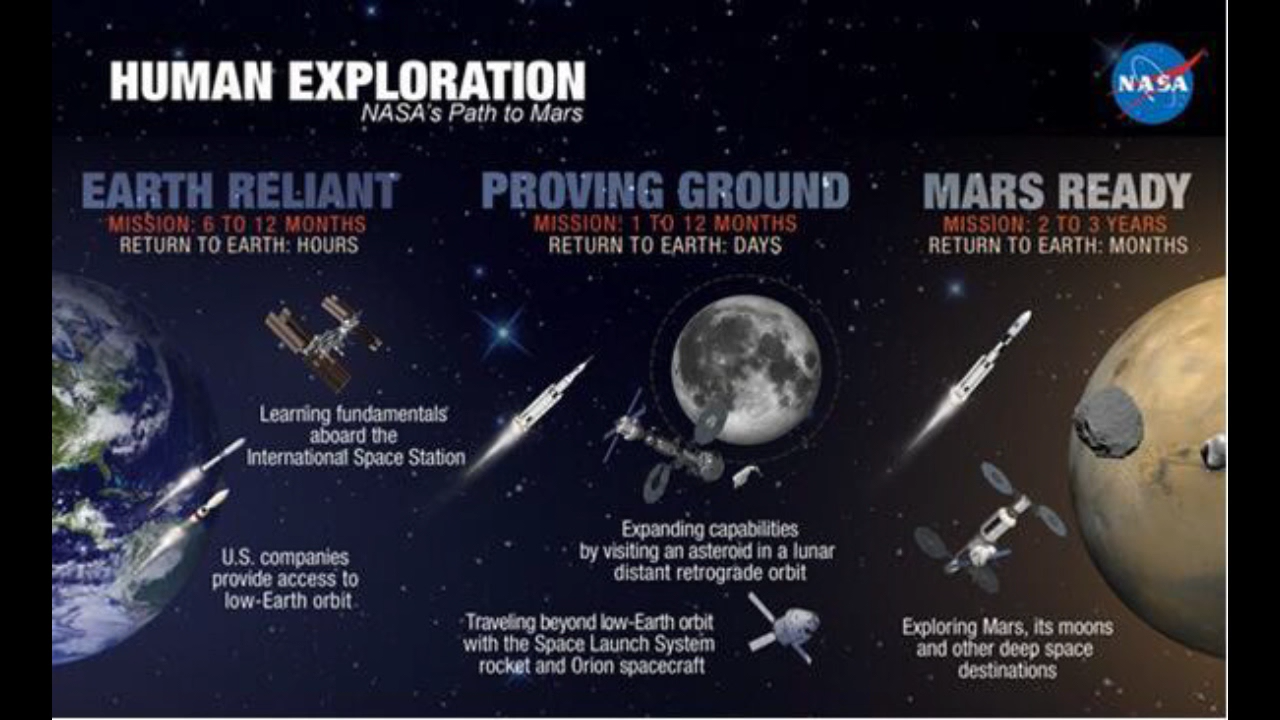 HUMAN EXPLORATION
NASA's Path to Mars
NASA
EARTH RELIANT
MISSION: 6 TO 12 MONTHS
RETURN TO EARTH: HOURS
Learning fundamentals
aboard the
International Space Station
U.S. companies
provide access to
low-Earth orbit
PROVING GROUND
MISSION: 1 TO 12 MONTHS
RETURN TO EARTH: DAYS
Expanding capabilities
by visiting an asteroid in a lunar
distant retrograde orbit
Traveling beyond low-Earth orbit
with the Space Launch System
rocket and Orion spacecraft
MARS READY
MISSION: 2 TO 3 YEARS
RETURN TO EARTH: MONTHS
Exploring Mars, its moons
and other deep space
destinations